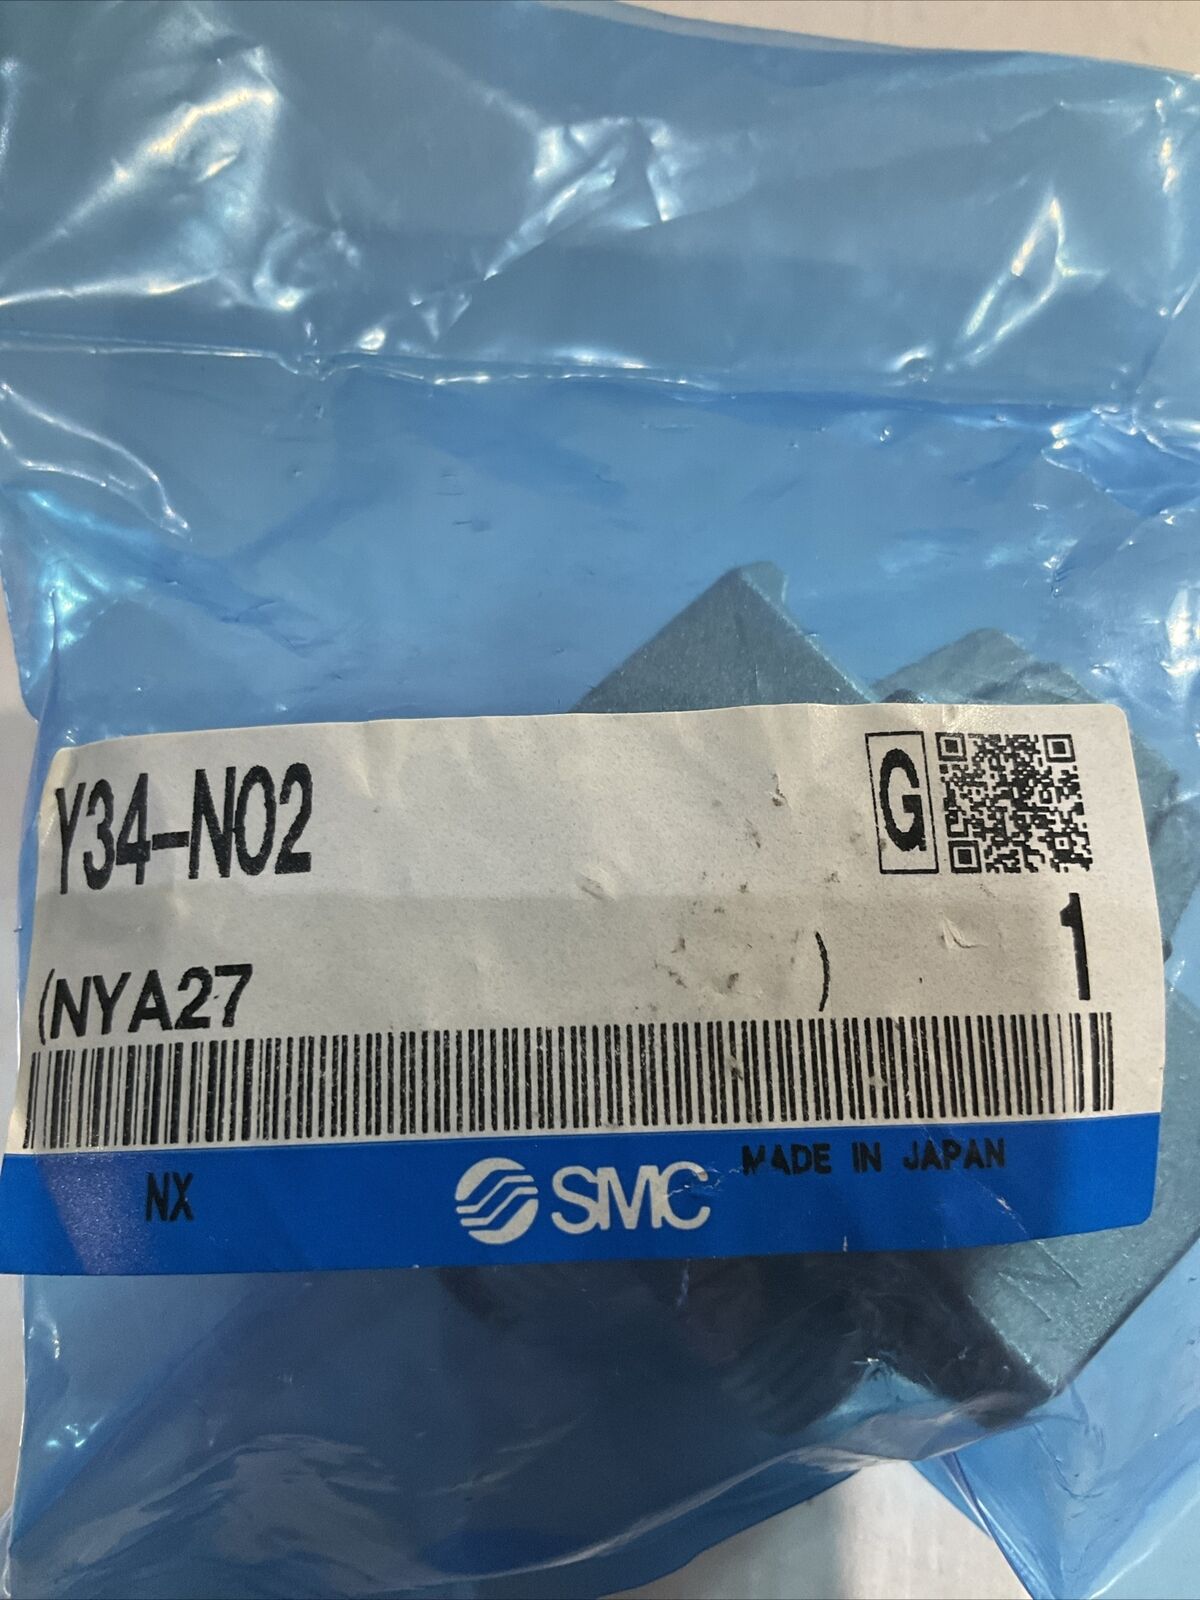 Y34-N02
G
1
(NYA27 )
NX
SMC
MADE IN JAPAN